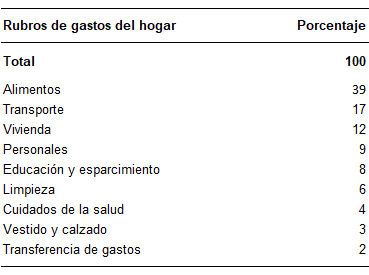 Rubros de gastos del hogar Porcentaje
Total 100
Alimentos 39
Transporte 17
Vivienda 12
Personales 9
Educación y esparcimiento 8
Limpieza 6
Cuidados de la salud 4
Vestido y calzado 3
Transferencia de gastos 2